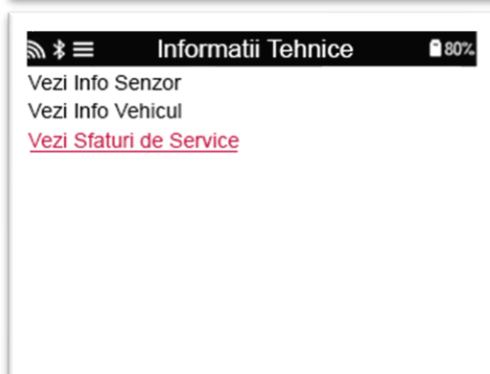 Informatii Tehnice 80%
Vezi Info Senzor
Vezi Info Vehicul
Vezi Sfaturi de Service